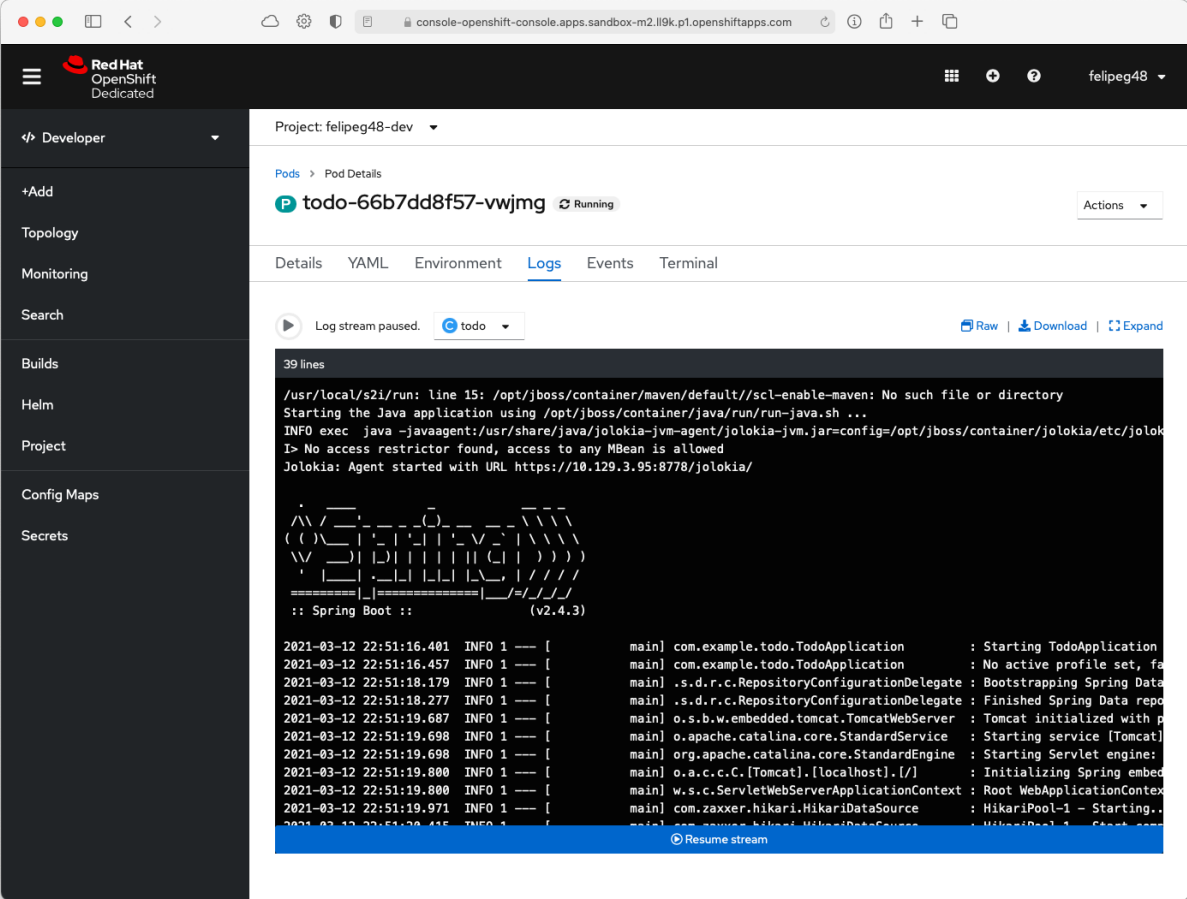 console-openshift-console.apps.sandbox-m2.ll9k.p1.openshiftapps.com
Red Hat
OpenShift
Dedicated
felipeg48
Developer
Project: felipeg48-dev
+Add
Topology
Monitoring
Search
Builds
Helm
Project
Config Maps
Secrets
Pods > Pod Details
P todo-66b7dd8f57-vwjmg Running
Actions
Details YAML Environment Logs Events Terminal
Log stream paused. C todo Raw | Download | Expand
39 lines
/usr/local/s2i/run: line 15: /opt/jboss/container/maven/default//scl-enable-maven: No such file or directory
Starting the Java application using /opt/jboss/container/java/run/run-java.sh ...
INFO exec  java -javaagent:/usr/share/java/jolokia-jvm-agent/jolokia-jvm.jar=config=/opt/jboss/container/jolokia/etc/jolok
I> No access restrictor found, access to any MBean is allowed
Jolokia: Agent started with URL https://10.129.3.95:8778/jolokia/
:: Spring Boot :: (v2.4.3)
2021-03-12 22:51:16.401  INFO 1 --- [           main] com.example.todo.TodoApplication         : Starting TodoApplication
2021-03-12 22:51:16.457  INFO 1 --- [           main] com.example.todo.TodoApplication         : No active profile set, fa
2021-03-12 22:51:18.179  INFO 1 --- [           main] .s.d.r.c.RepositoryConfigurationDelegate : Bootstrapping Spring Data
2021-03-12 22:51:18.277  INFO 1 --- [           main] .s.d.r.c.RepositoryConfigurationDelegate : Finished Spring Data repo
2021-03-12 22:51:19.687  INFO 1 --- [           main] o.s.b.w.embedded.tomcat.TomcatWebServer  : Tomcat initialized with p
2021-03-12 22:51:19.698  INFO 1 --- [           main] o.apache.catalina.core.StandardService   : Starting service [Tomcat]
2021-03-12 22:51:19.698  INFO 1 --- [           main] org.apache.catalina.core.StandardEngine  : Starting Servlet engine:
2021-03-12 22:51:19.800  INFO 1 --- [           main] o.a.c.c.C.[Tomcat].[localhost].[/]       : Initializing Spring embed
2021-03-12 22:51:19.800  INFO 1 --- [           main] w.s.c.ServletWebServerApplicationContext : Root WebApplicationContex
2021-03-12 22:51:19.971  INFO 1 --- [           main] com.zaxxer.hikari.HikariDataSource       : HikariPool-1 - Starting..
Resume stream